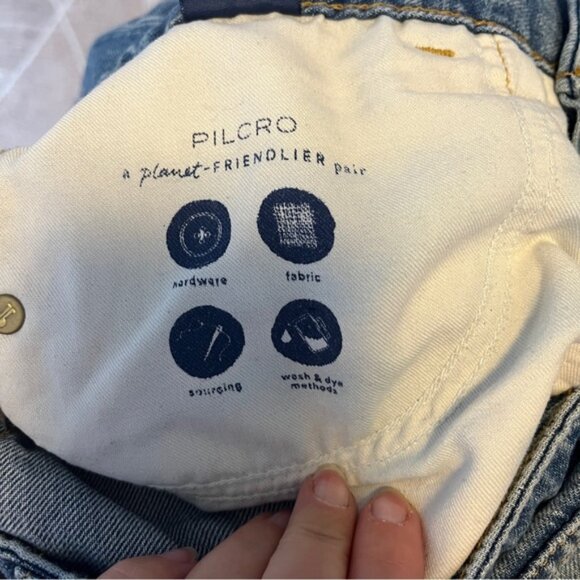 PILCRO
a planet-FRIENDLIER pair
hardware
fabric
sourcing
wash & dye
methods